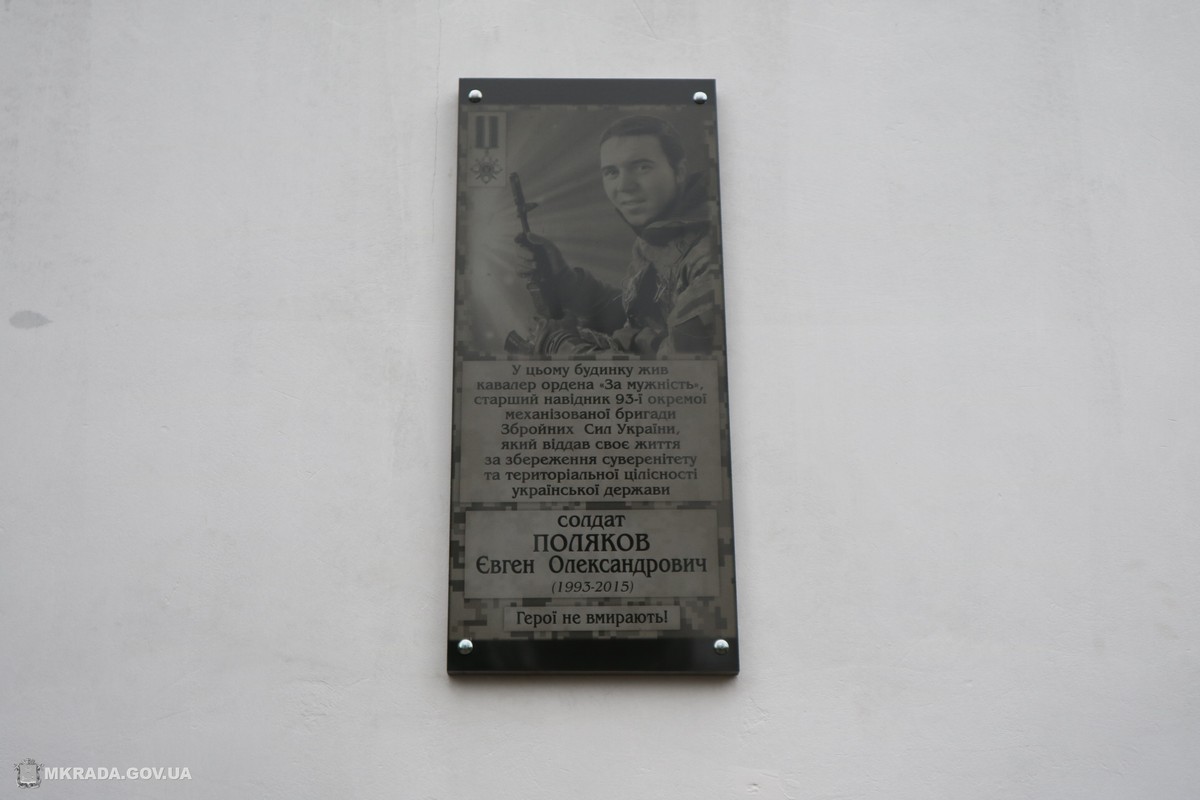 У цьому будинку жив
кавалер ордена «За мужність»,
старший навідник 93-ї окремої
механізованої бригади
Збройних Сил України,
який віддав своє життя
за збереження суверенітету
та територіальної цілісності
української держави
солдат
ПОЛЯКОВ
Євген Олександрович
(1993-2015)
Герої не вмирають!
MKRADA.GOV.UA